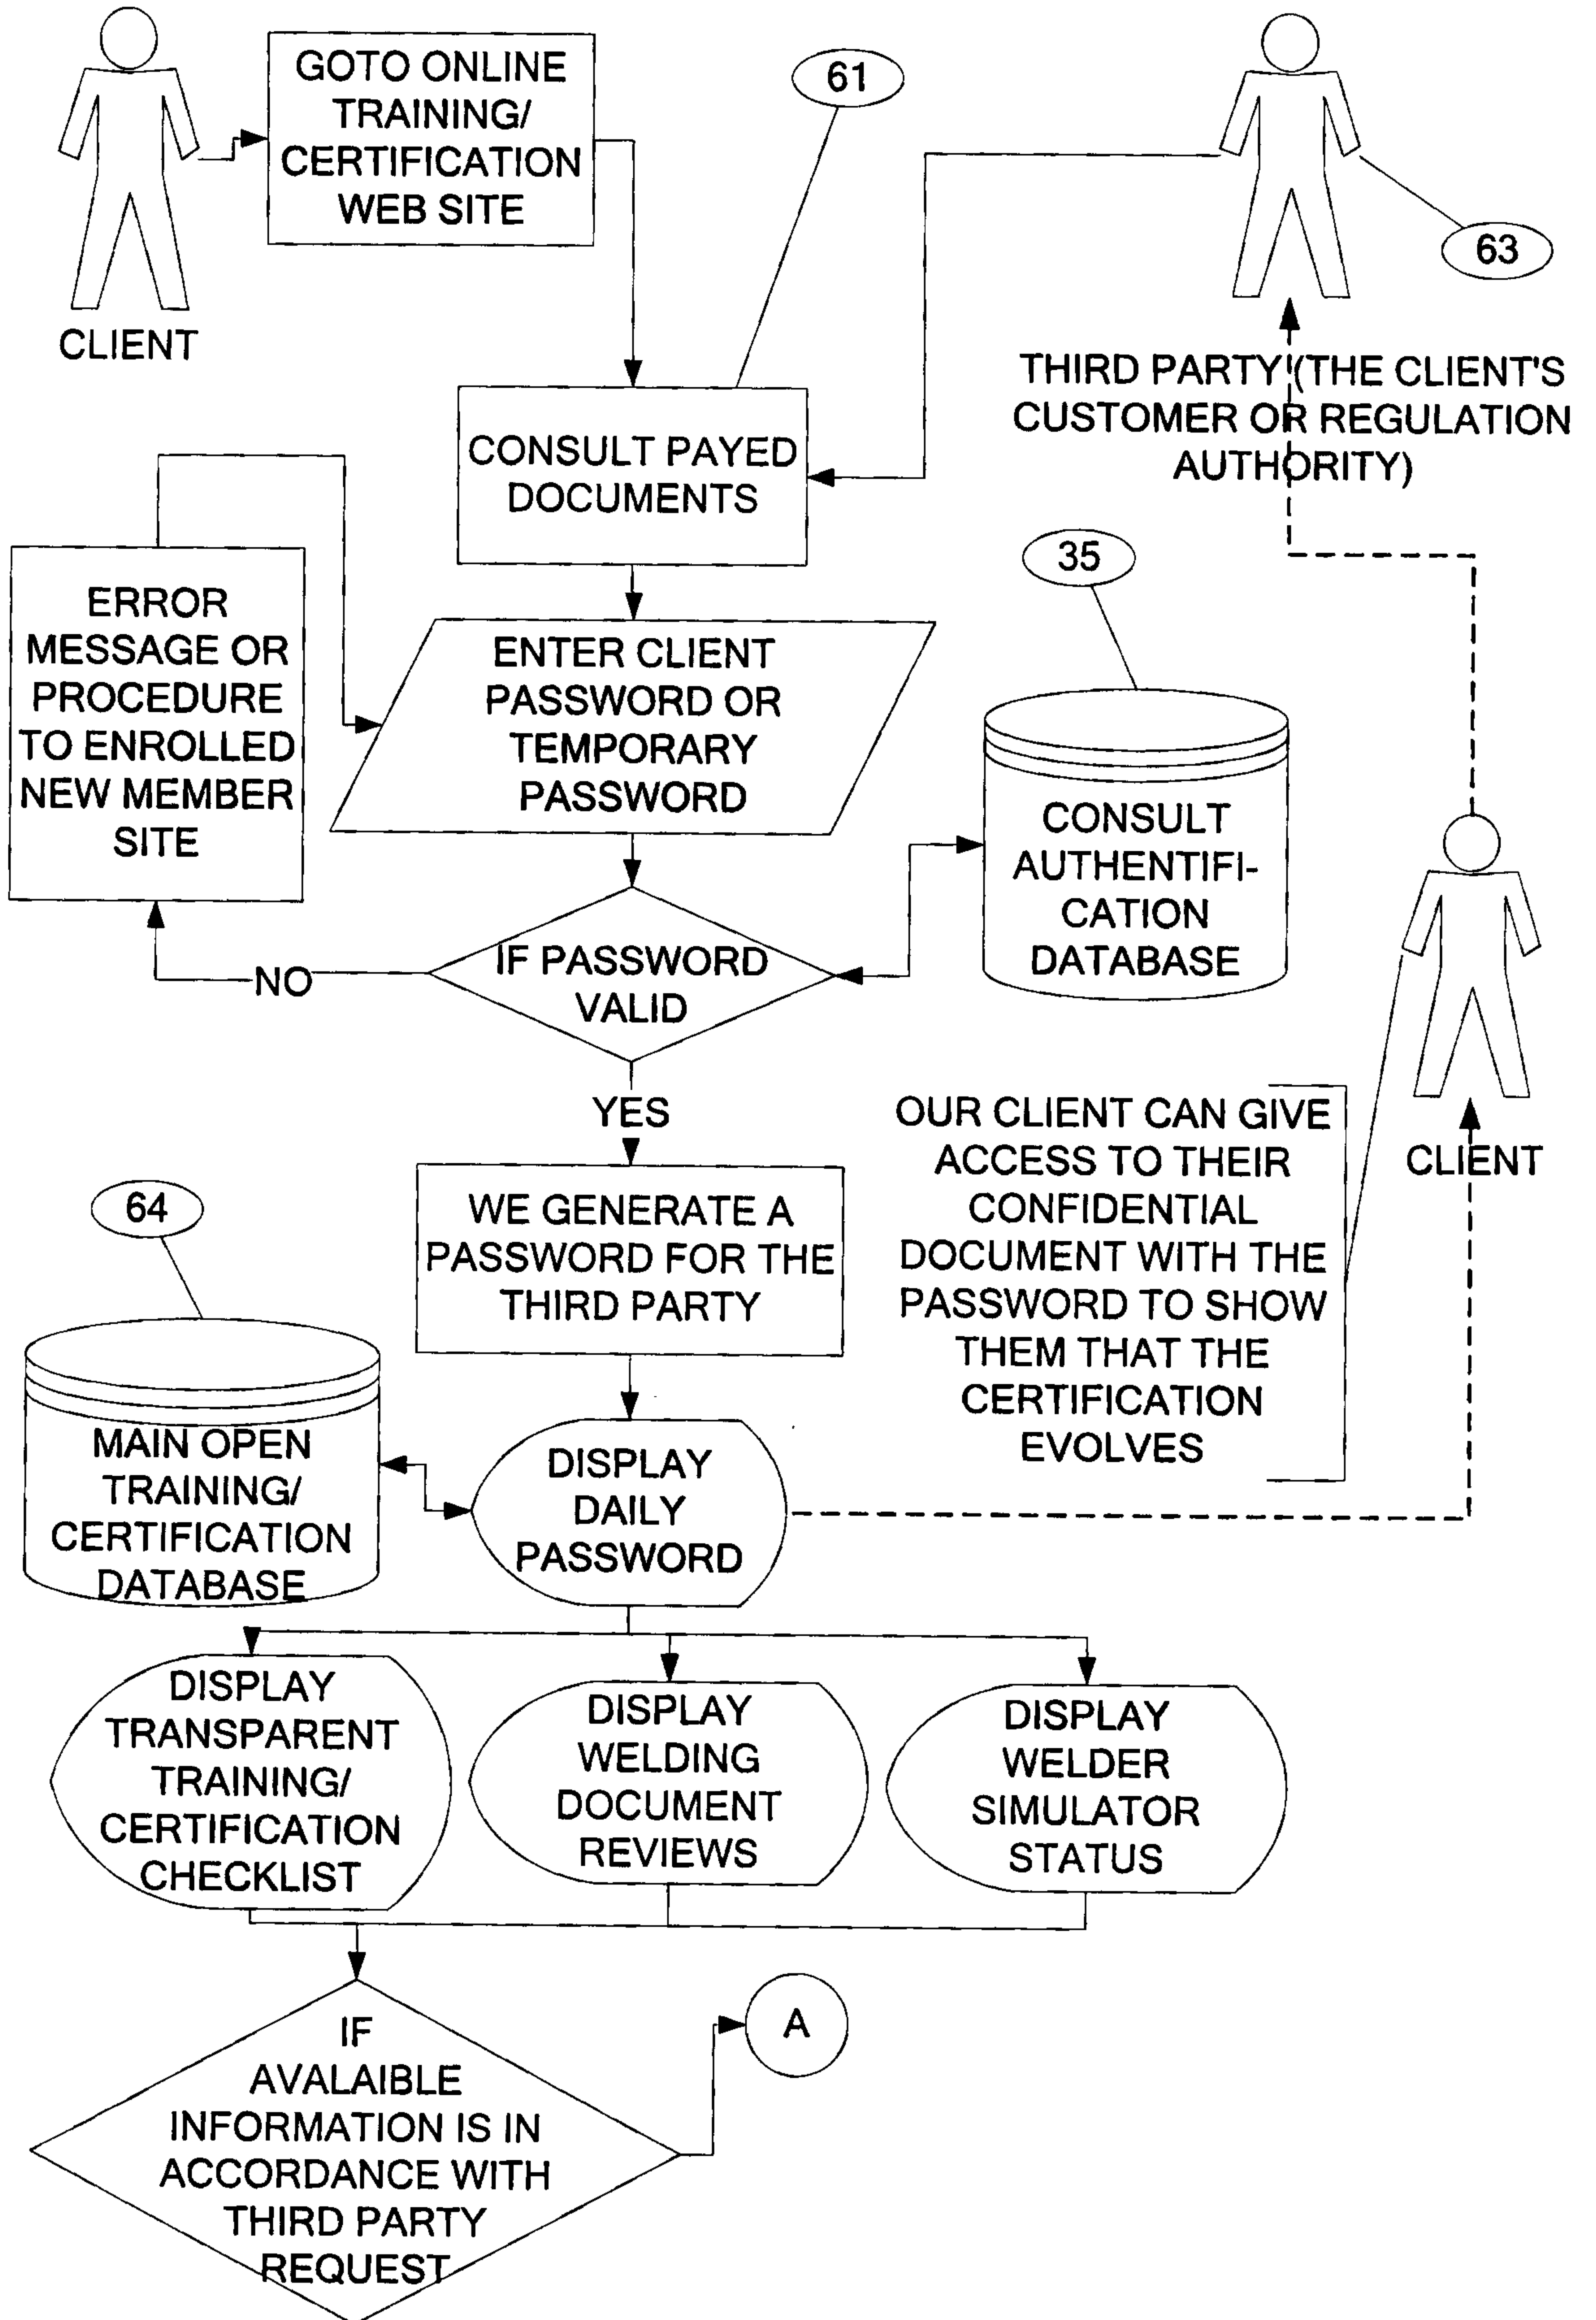 GOTO ONLINE
TRAINING/
CERTIFICATION
WEB SITE
61
63
CLIENT
THIRD PARTY (THE CLIENT'S
CUSTOMER OR REGULATION
AUTHORITY)
CONSULT PAYED
DOCUMENTS
35
ERROR
MESSAGE OR
PROCEDURE
TO ENROLLED
NEW MEMBER
SITE
ENTER CLIENT
PASSWORD OR
TEMPORARY
PASSWORD
CONSULT
AUTHENTIFI-
CATION
DATABASE
IF PASSWORD
VALID
NO
YES
OUR CLIENT CAN GIVE
ACCESS TO THEIR
CONFIDENTIAL
DOCUMENT WITH THE
PASSWORD TO SHOW
THEM THAT THE
CERTIFICATION
EVOLVES
CLIENT
WE GENERATE A
PASSWORD FOR THE
THIRD PARTY
64
MAIN OPEN
TRAINING/
CERTIFICATION
DATABASE
DISPLAY
DAILY
PASSWORD
DISPLAY
TRANSPARENT
TRAINING/
CERTIFICATION
CHECKLIST
DISPLAY
WELDING
DOCUMENT
REVIEWS
DISPLAY
WELDER
SIMULATOR
STATUS
IF
AVALAIBLE
INFORMATION IS IN
ACCORDANCE WITH
THIRD PARTY
REQUEST
A